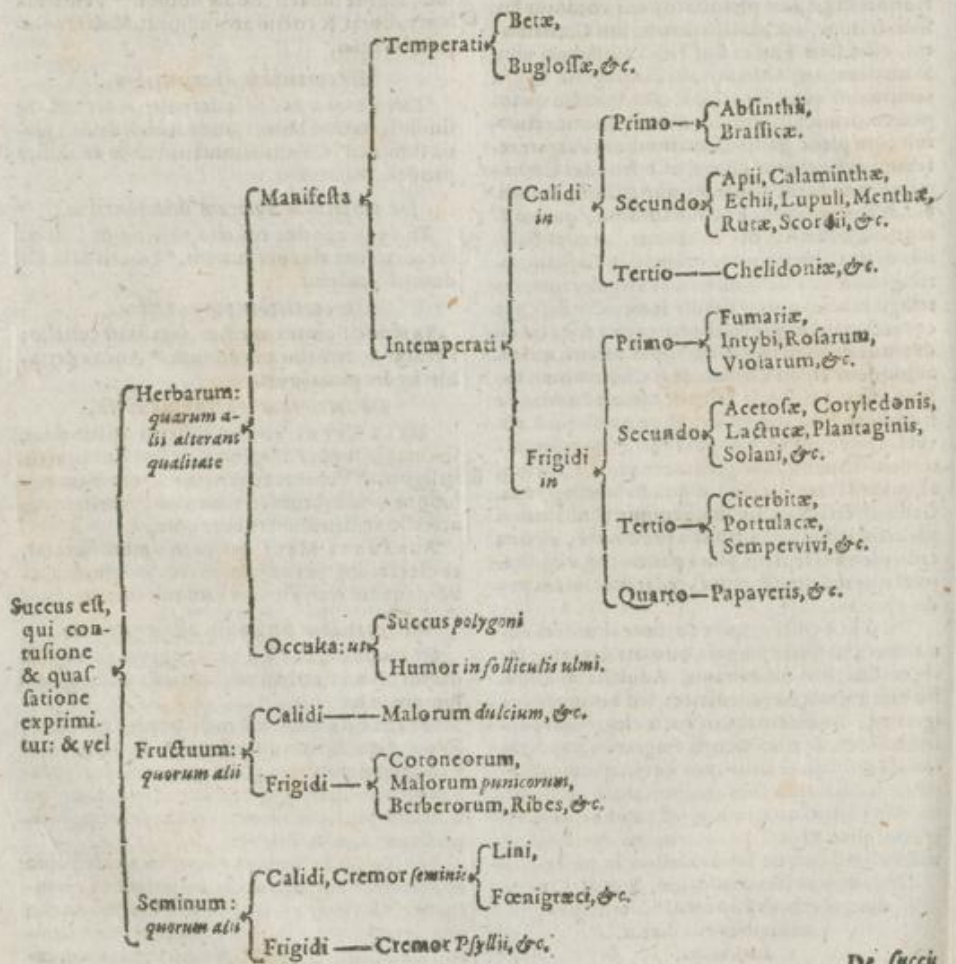 Succus est,
qui con-
tusione
& quas
satione
exprimi.
tur: & vel
Herbarum:
quarum a-
lii alterant
qualitate
Manifesta
Temperati
Betæ,
Buglossæ, &c.
Intemperati
Calidi
in
Primo
Absinthii,
Brassicæ.
Secundo
Apii, Calaminthæ,
Echii, Lupuli, Menthæ,
Rutæ, Scordii, &c.
Tertio
Chelidoniæ, &c.
Frigidi
in
Primo
Fumariæ,
Intybi, Rosarum,
Violarum, &c.
Secundo
Acetosæ, Cotyledonis,
Lactucæ, Plantaginis,
Solani, &c.
Tertio
Cicerbitæ,
Portulacæ,
Sempervivi, &c.
Quarto
Papaveris, &c.
Occulta: ut
Succus polygoni
Humor in folliculis ulmi.
Fructuum:
quorum alii
Calidi
Malorum dulcium, &c.
Frigidi
Cotoneorum,
Malorum punicorum,
Berberorum, Ribes, &c.
Seminum:
quorum alii
Calidi, Cremor seminis
Lini,
Fœnigræci, &c.
Frigidi
Cremor Psyllii, &c.
De succis